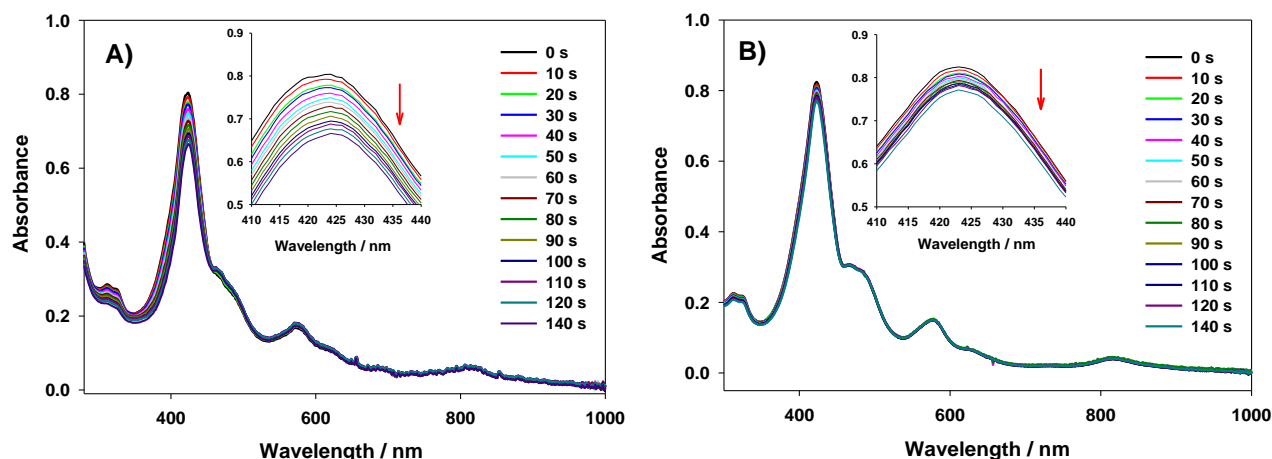 A)
1.0
0.8
0.6
0.4
0.2
0.0
Absorbance
400
600
800
1000
Wavelength / nm
0.9
0.8
0.7
0.6
0.5
410 415 420 425 430 435 440
Wavelength / nm
0 s
10 s
20 s
30 s
40 s
50 s
60 s
70 s
80 s
90 s
100 s
110 s
120 s
140 s
B)
1.0
0.8
0.6
0.4
0.2
0.0
Absorbance
400
600
800
1000
Wavelength / nm
0.9
0.8
0.7
0.6
0.5
410 415 420 425 430 435 440
Wavelength / nm
0 s
10 s
20 s
30 s
40 s
50 s
60 s
70 s
80 s
90 s
100 s
110 s
120 s
140 s